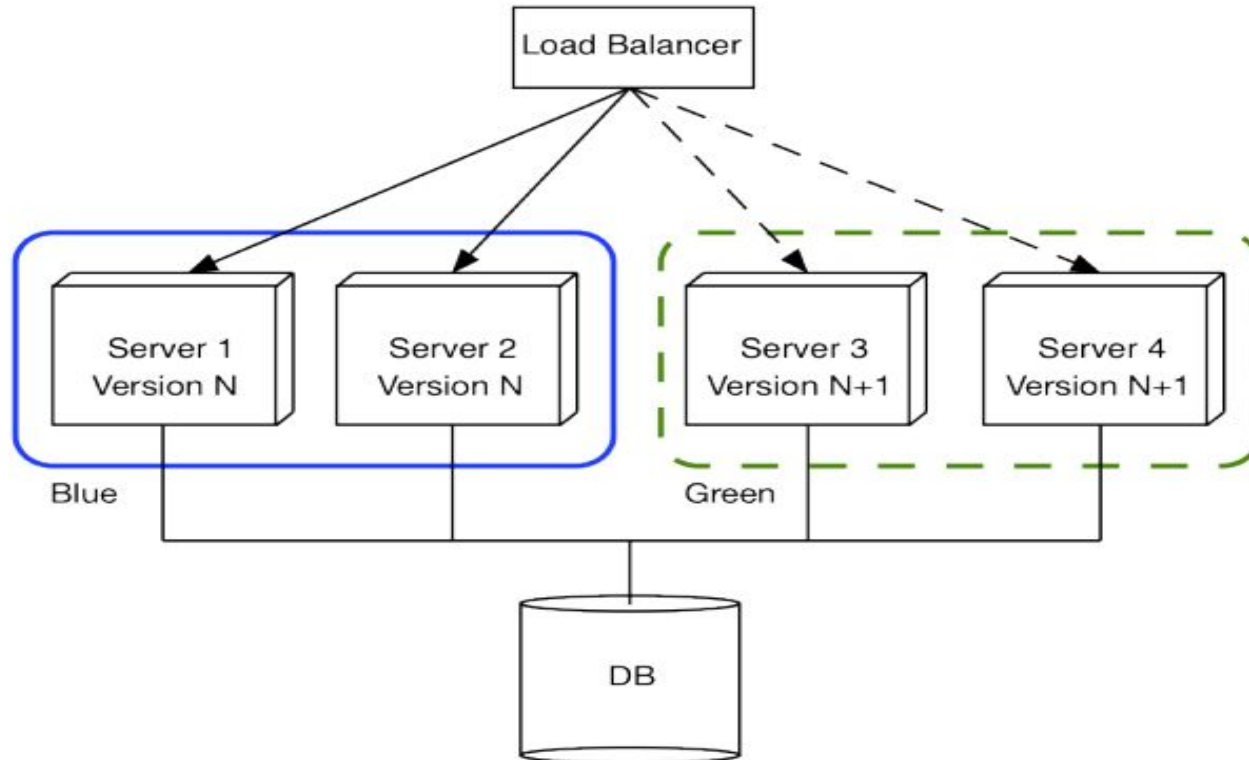 Load Balancer
Server 1
Version N
Server 2
Version N
Server 3
Version N+1
Server 4
Version N+1
Blue
Green
DB